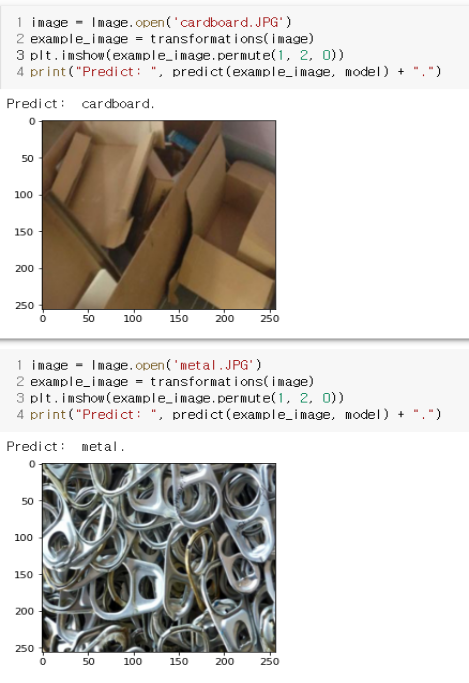 1 image = Image.open('cardboard.JPG')
2 example_image = transformations(image)
3 plt.imshow(example_image.permute(1, 2, 0))
4 print("Predict: ", predict(example_image, model) + ".")
Predict:  cardboard.
0
50
100
150
200
250
0 50 100 150 200 250
1 image = Image.open('metal.JPG')
2 example_image = transformations(image)
3 plt.imshow(example_image.permute(1, 2, 0))
4 print("Predict: ", predict(example_image, model) + ".")
Predict:  metal.
0
50
100
150
200
250
0 50 100 150 200 250